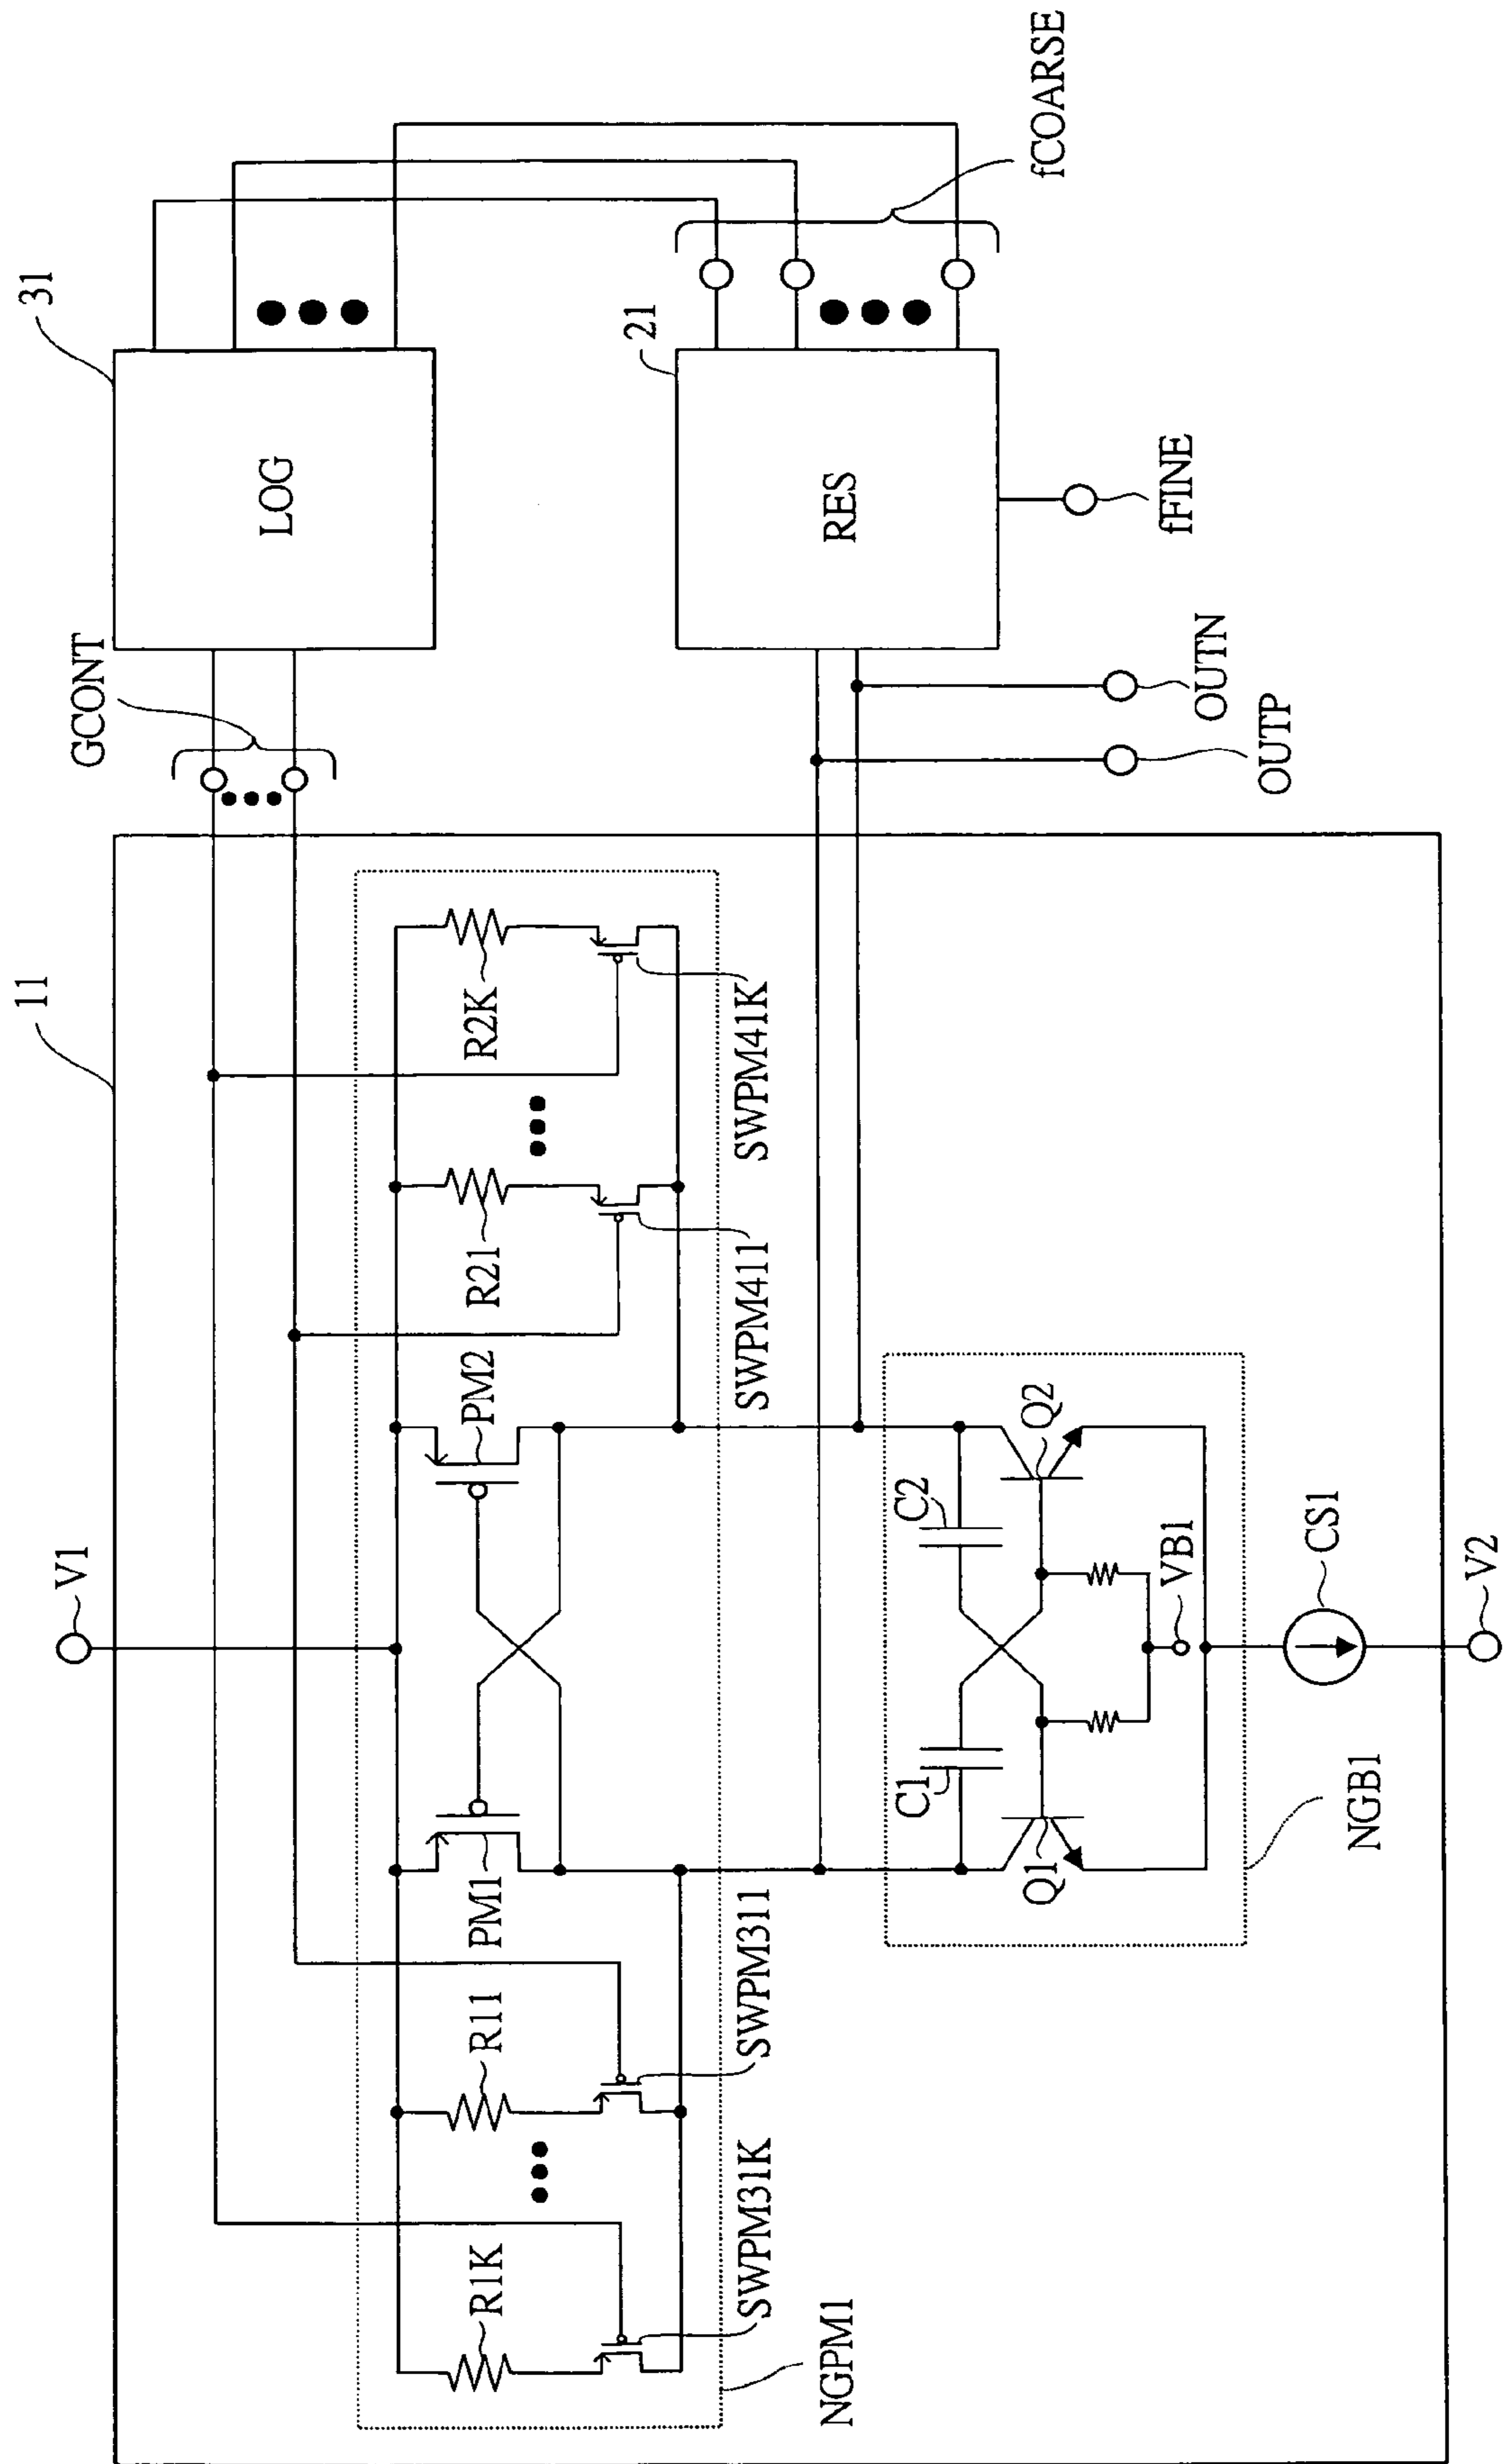 11
V1
GCONT
31
LOG
R1K
R11
PM1
PM2
R21
R2K
SWPM31K
SWPM311
SWPM411
SWPM41K
NGPM1
RES
21
fCOARSE
fFINE
OUTP
OUTN
C1
C2
Q1
Q2
VB1
NGB1
CS1
V2